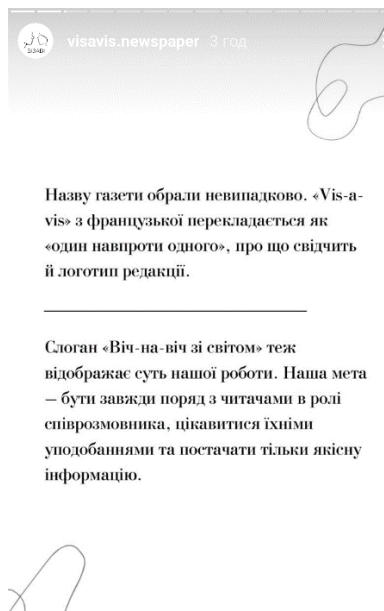 visavis.newspaper 3 год
Назву газети обрали невипадково. «Vis-a-
vis» з французької перекладається як
«один навпроти одного», про що свідчить
й логотип редакції.
Слоган «Віч-на-віч зі світом» теж
відображає суть нашої роботи. Наша мета
– бути завжди поряд з читачами в ролі
співрозмовника, цікавитися їхніми
уподобаннями та постачати тільки якісну
інформацію.